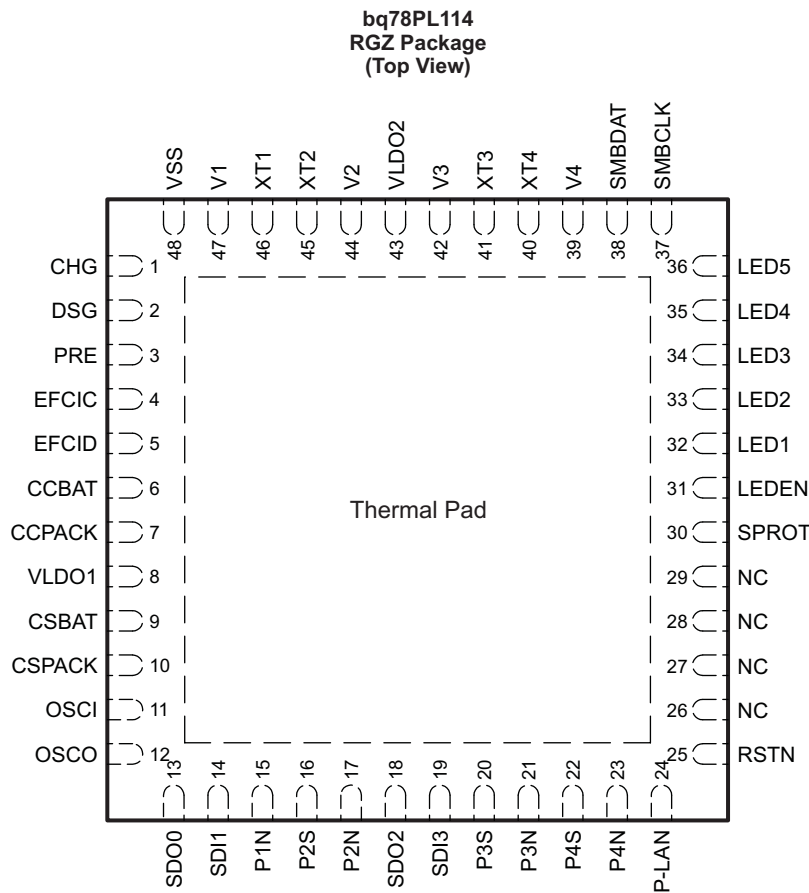 bq78PL114
RGZ Package
(Top View)
VSS
V1
XT1
XT2
V2
VLDO2
V3
XT3
XT4
V4
SMBDAT
SMBCLK
48
47
46
45
44
43
42
41
40
39
38
37
CHG 1
DSG 2
PRE 3
EFCIC 4
EFCID 5
CCBAT 6
CCPACK 7
VLDO1 8
CSBAT 9
CSPACK 10
OSCI 11
OSCO 12
Thermal Pad
36 LED5
35 LED4
34 LED3
33 LED2
32 LED1
31 LEDEN
30 SPROT
29 NC
28 NC
27 NC
26 NC
25 RSTN
13
14
15
16
17
18
19
20
21
22
23
24
SDO0
SDI1
P1N
P2S
P2N
SDO2
SDI3
P3S
P3N
P4S
P4N
P-LAN